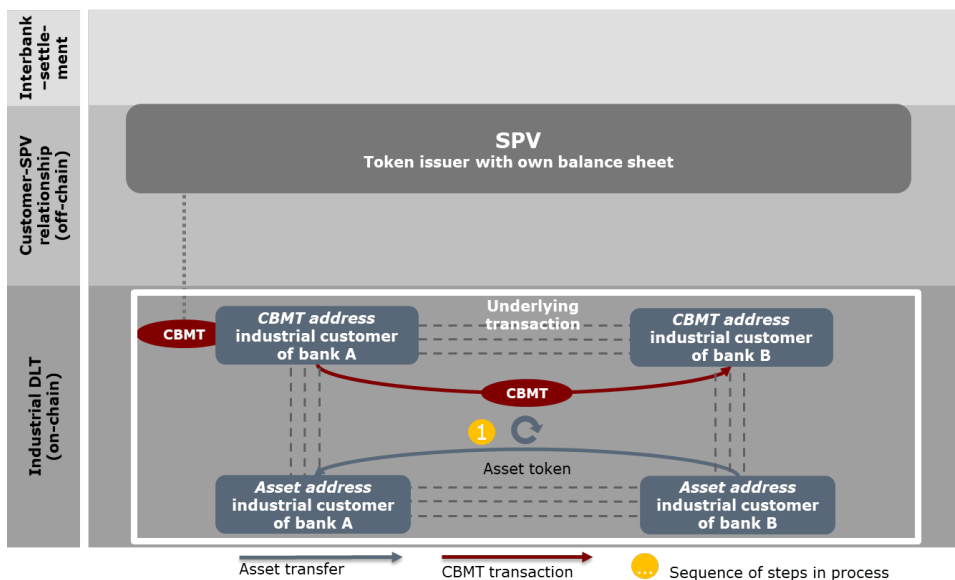 Interbank
–settle-
ment
Customer-SPV
relationship
(off-chain)
Industrial DLT
(on-chain)
SPV
Token issuer with own balance sheet
CBMT
CBMT address
industrial customer
of bank A
Underlying
transaction
CBMT address
industrial customer
of bank B
CBMT
1
Asset token
Asset address
industrial customer
of bank A
Asset address
industrial customer
of bank B
Asset transfer
CBMT transaction
...
Sequence of steps in process